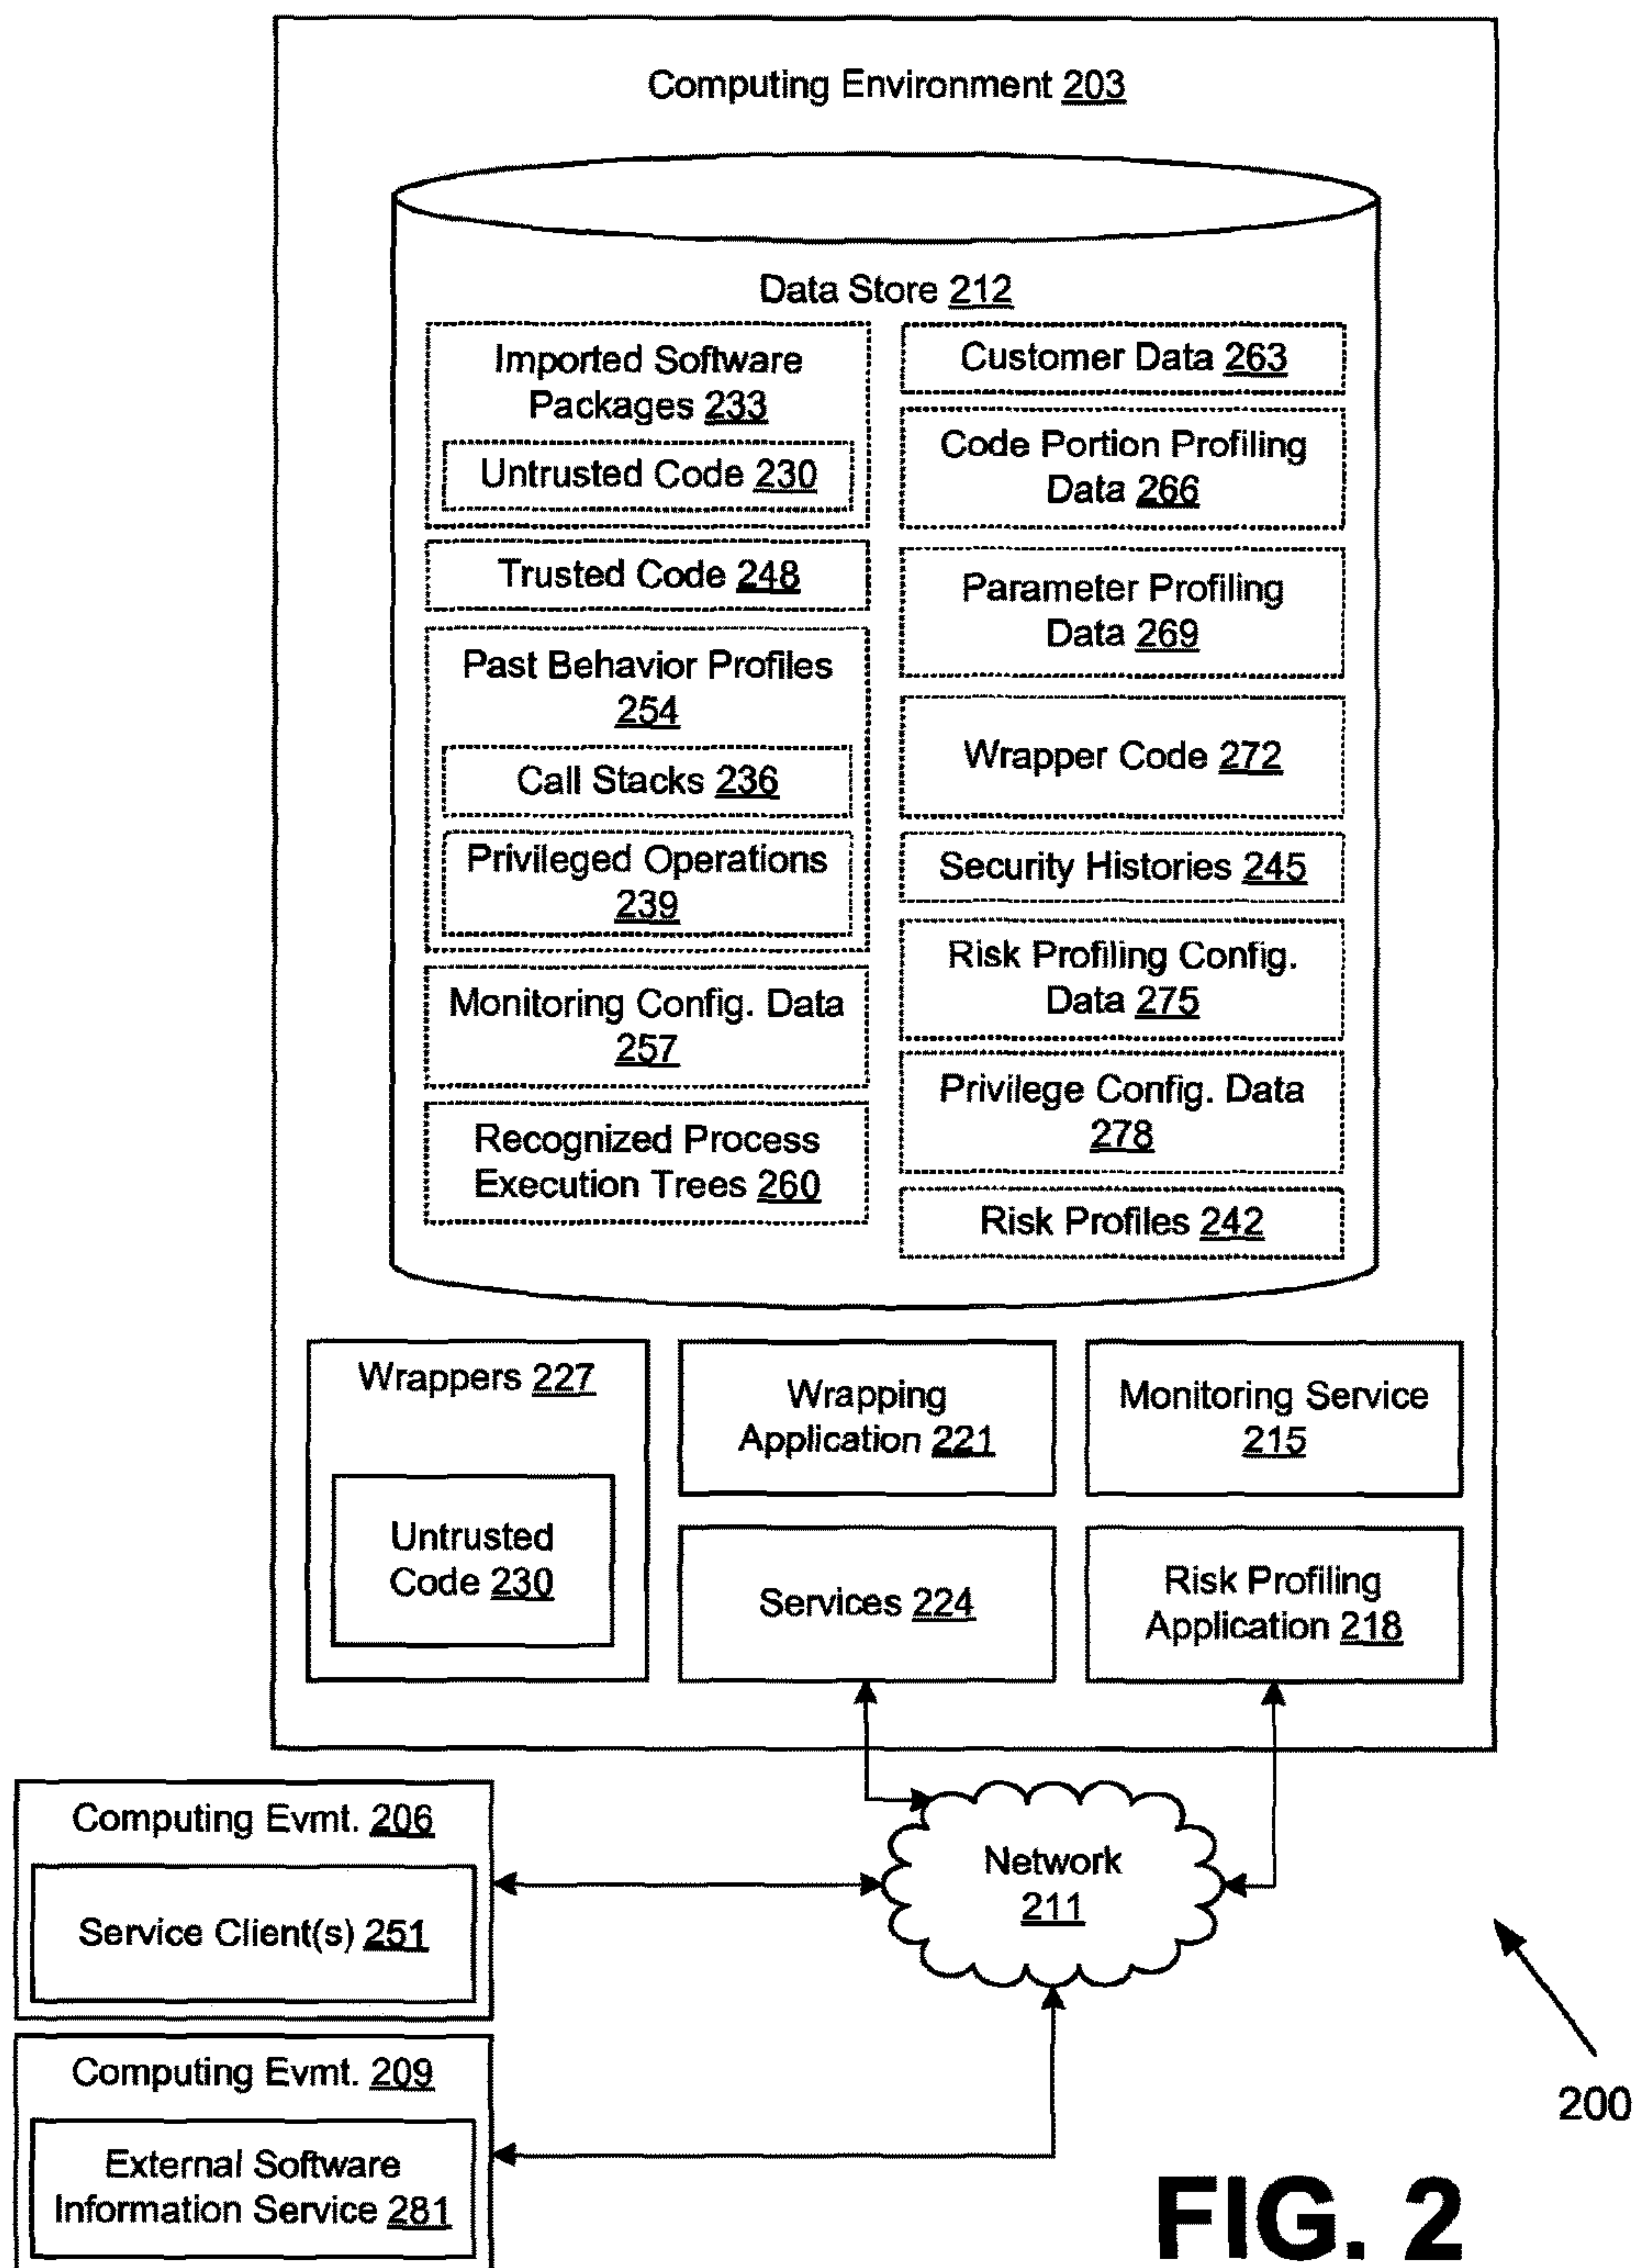 Computing Environment 203
Data Store 212
Imported Software
Packages 233
Untrusted Code 230
Trusted Code 248
Past Behavior Profiles
254
Call Stacks 236
Privileged Operations
239
Monitoring Config. Data
257
Recognized Process
Execution Trees 260
Customer Data 263
Code Portion Profiling
Data 266
Parameter Profiling
Data 269
Wrapper Code 272
Security Histories 245
Risk Profiling Config.
Data 275
Privilege Config. Data
278
Risk Profiles 242
Wrappers 227
Untrusted
Code 230
Wrapping
Application 221
Monitoring Service
215
Services 224
Risk Profiling
Application 218
Computing Evmt. 206
Service Client(s) 251
Network
211
Computing Evmt. 209
External Software
Information Service 281
200
FIG. 2